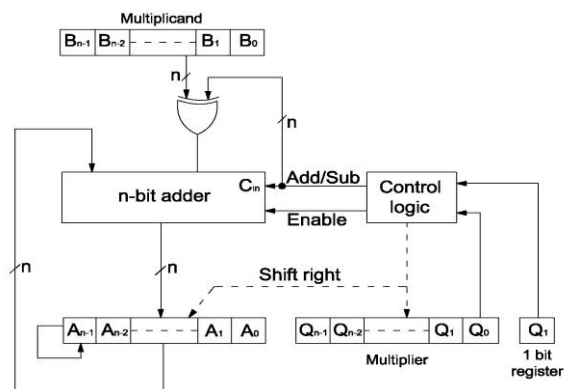 Multiplicand
Bn-1 Bn-2 B1 B0
n
n
n-bit adder
Cin
Add/Sub
Enable
Control
logic
n
n
Shift right
An-1 An-2 A1 A0
Qn-1 Qn-2 Q1 Q0
Q1
Multiplier
1 bit
register